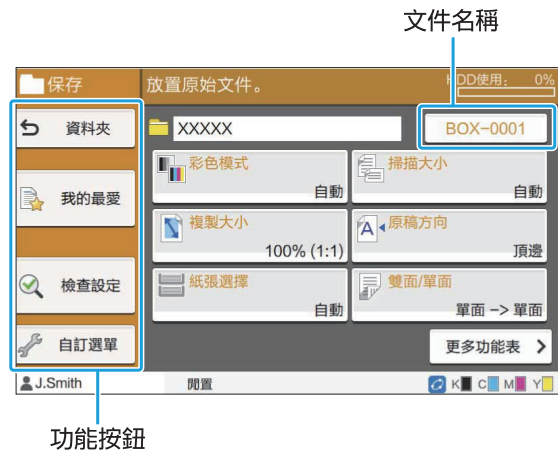 文件名稱
保存
放置原始文件。
HDD使用： 0%
資料夾
XXXXX
BOX-0001
我的最愛
彩色模式
自動
掃描大小
自動
複製大小
100% (1:1)
原稿方向
頂邊
檢查設定
紙張選擇
自動
雙面/單面
單面 -> 單面
自訂選單
更多功能表
J.Smith
閒置
K C M Y
功能按鈕